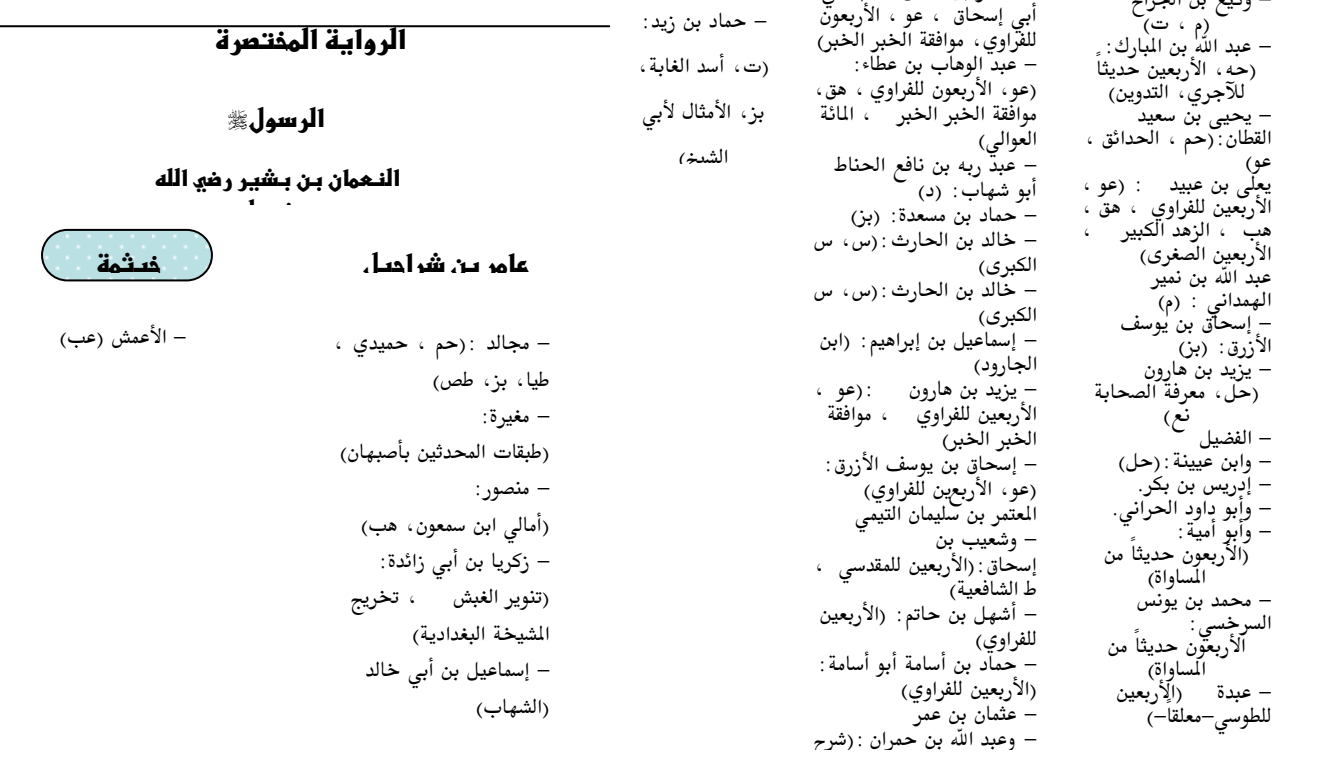 – وكيع بن الجراح
(م ، ت)
– عبد الله بن المبارك:
(حه، الأربعين حديثاً
للآجري، التدوين)
– يحيى بن سعيد
القطان:(حم ، الحدائق ،
عو)
يعلى بن عبيد : (عو ،
الأربعين للفراوي ، هق ،
هب ، الزهد الكبير ،
الأربعين الصغرى)
عبد الله بن نمير
الهمداني : (م)
– إسحاق بن يوسف
الأزرق: (بز)
– يزيد بن هارون
(حل، معرفة الصحابة
نع)
– الفضيل
– وابن عيينة:(حل)
– إدريس بن بكر.
– وأبو داود الحراني.
– وأبو أمية:
(الأربعون حديثاً من
المساواة)
– محمد بن يونس
السرخسي:
الأربعون حديثاً من
المساواة)
– عبدة (الأربعين
للطوسي–معلقاً–)
أبي إسحاق ، عو ، الأربعون
للفراوي، موافقة الخبر الخبر)
– عبد الوهاب بن عطاء:
(عو، الأربعون للفراوي ، هق،
موافقة الخبر الخبر ، المائة
العوالي)
– عبد ربه بن نافع الحناط
أبو شهاب: (د)
– حماد بن مسعدة: (بز)
– خالد بن الحارث:(س، س
الكبرى)
– خالد بن الحارث:(س، س
الكبرى)
– إسماعيل بن إبراهيم: (ابن
الجارود)
– يزيد بن هارون :(عو ،
الأربعين للفراوي ، موافقة
الخبر الخبر)
– إسحاق بن يوسف الأزرق:
(عو، الأربعين للفراوي)
المعتمر بن سليمان التيمي
– وشعيب بن
إسحاق:(الأربعين للمقدسي ،
ط الشافعية)
– أشهل بن حاتم: (الأربعين
للفراوي)
– حماد بن أسامة أبو أسامة:
(الأربعين للفراوي)
– عثمان بن عمر
– وعبد الله بن حمران :(شرح
– حماد بن زيد:
(ت، أسد الغابة،
بز، الأمثال لأبي
الشيخ)
الرواية المختصرة
الرسولﷺ
النعمان بن بشير رضي الله
عامر بن شراحيل
– مجالد :(حم ، حميدي ،
طيا، بز، طص)
– مغيرة:
(طبقات المحدثين بأصبهان)
– منصور:
(أمالي ابن سمعون، هب)
– زكريا بن أبي زائدة:
(تنوير الغبش ، تخريج
المشيخة البغدادية)
– إسماعيل بن أبي خالد
(الشهاب)
خيثمة
– الأعمش (عب)